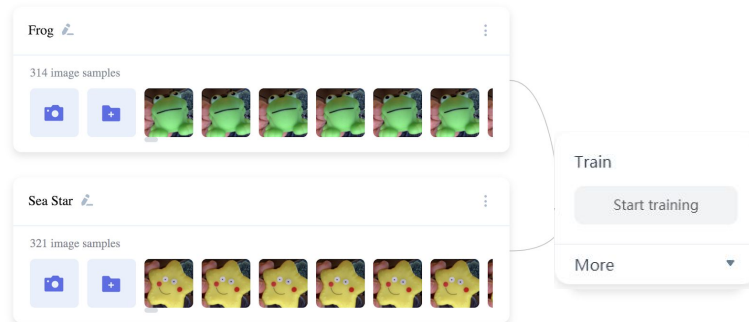 Frog
314 image samples
Sea Star
321 image samples
Train
Start training
More